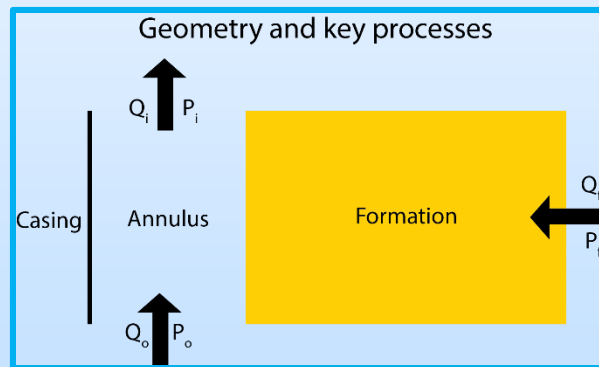 Geometry and key processes
Qᵢ Pᵢ
Casing
Annulus
Formation
Q
P
Qₒ Pₒ